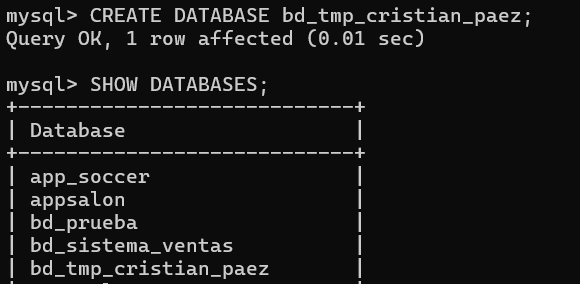 mysql> CREATE DATABASE bd_tmp_cristian_paez;
Query OK, 1 row affected (0.01 sec)
mysql> SHOW DATABASES;
+----------------------------+
| Database                   |
+----------------------------+
| app_soccer                 |
| appsalon                   |
| bd_prueba                  |
| bd_sistema_ventas          |
| bd_tmp_cristian_paez       |